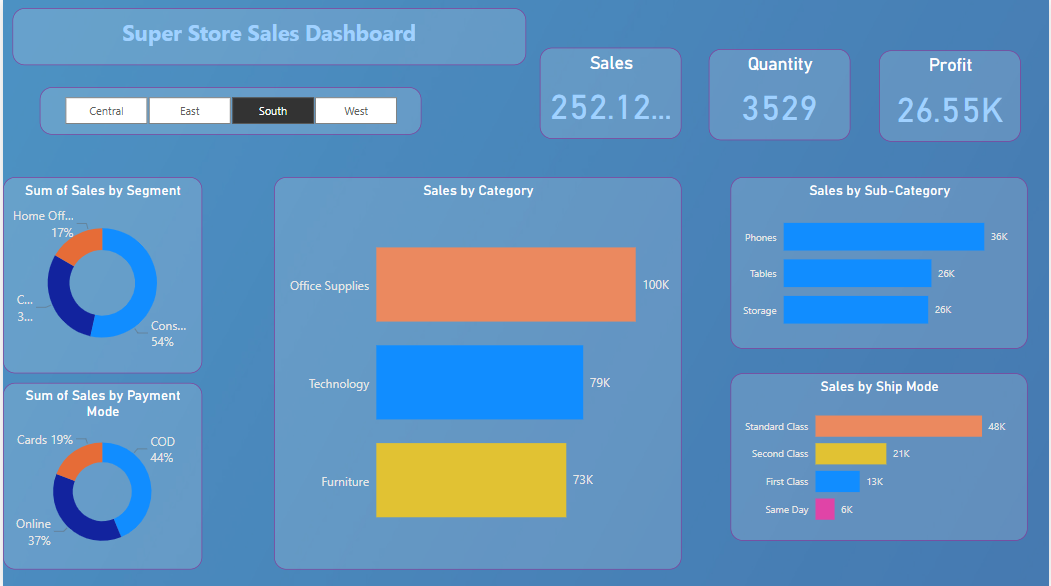 Super Store Sales Dashboard
Central
East
South
West
Sales
252.12...
Quantity
3529
Profit
26.55K
Sum of Sales by Segment
Home Off...
17%
C...
3...
Cons...
54%
Sum of Sales by Payment
Mode
Cards 19%
COD
44%
Online
37%
Sales by Category
Office Supplies
100K
Technology
79K
Furniture
73K
Sales by Sub-Category
Phones
36K
Tables
26K
Storage
26K
Sales by Ship Mode
Standard Class
48K
Second Class
21K
First Class
13K
Same Day
6K